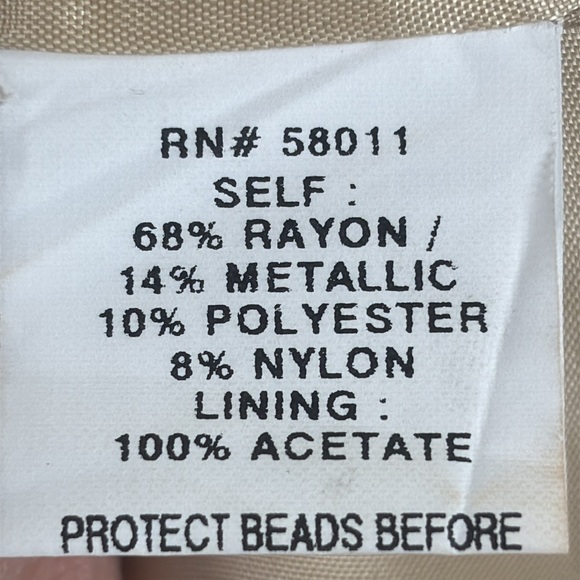 RN# 58011
SELF :
68% RAYON /
14% METALLIC
10% POLYESTER
8% NYLON
LINING :
100% ACETATE
PROTECT BEADS BEFORE